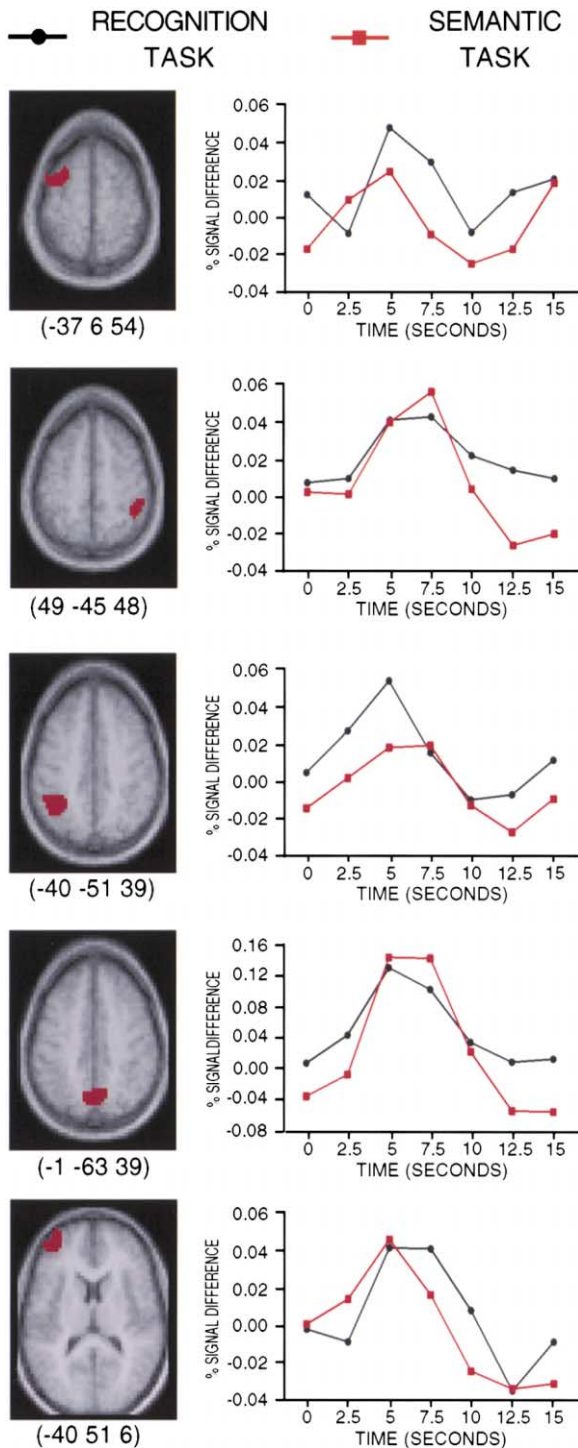 RECOGNITION TASK
SEMANTIC TASK
% SIGNAL DIFFERENCE
0.06
0.04
0.02
0.00
-0.02
-0.04
0 2.5 5 7.5 10 12.5 15
TIME (SECONDS)
(-37 6 54)
% SIGNAL DIFFERENCE
0.06
0.04
0.02
0.00
-0.02
-0.04
0 2.5 5 7.5 10 12.5 15
TIME (SECONDS)
(49 -45 48)
% SIGNAL DIFFERENCE
0.06
0.04
0.02
0.00
-0.02
-0.04
0 2.5 5 7.5 10 12.5 15
TIME (SECONDS)
(-40 -51 39)
% SIGNALDIFFERENCE
0.16
0.12
0.04
0.00
-0.04
-0.08
0 2.5 5 7.5 10 12.5 15
TIME (SECONDS)
(-1 -63 39)
% SIGNAL DIFFERENCE
0.06
0.04
0.02
0.00
-0.02
-0.04
0 2.5 5 7.5 10 12.5 15
TIME (SECONDS)
(-40 51 6)